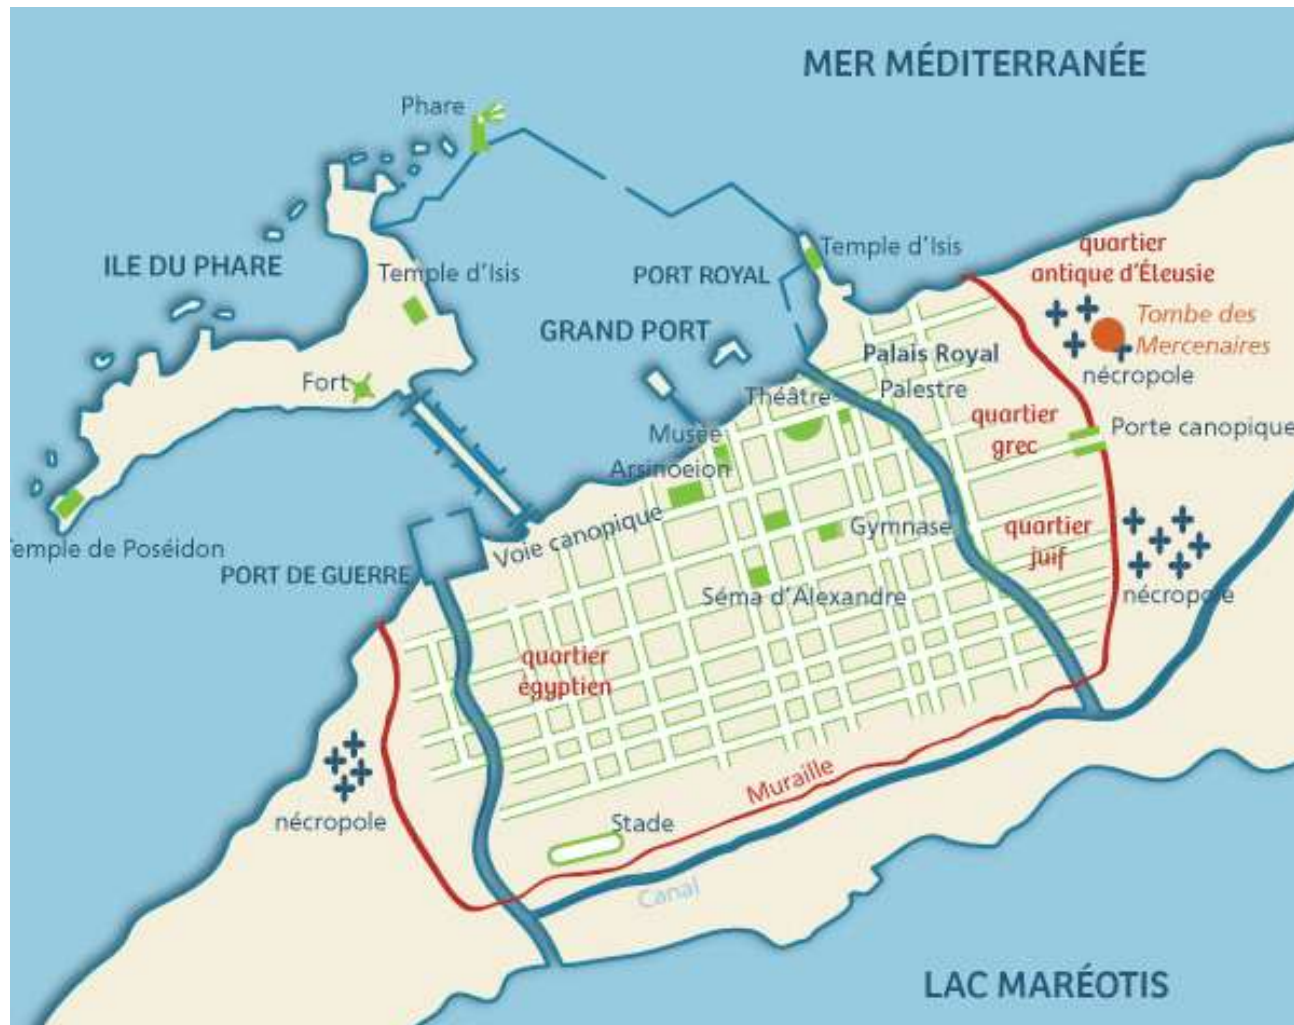 MER MÉDITERRANÉE
Phare
Temple d'Isis
quartier
antique d'Éleusie
ILE DU PHARE
Temple d'Isis
PORT ROYAL
GRAND PORT
Tombe des
Mercenaires
nécropole
Palais Royal
Palestre
Fort
Théâtre
quartier
grec
Porte canopique
Musée
Arsinoeion
Voie canopique
Gymnase
quartier
juif
Temple de Poséidon
PORT DE GUERRE
Séma d'Alexandre
nécropole
quartier
égyptien
Muraille
nécropole
Stade
Canal
LAC MARÉOTIS